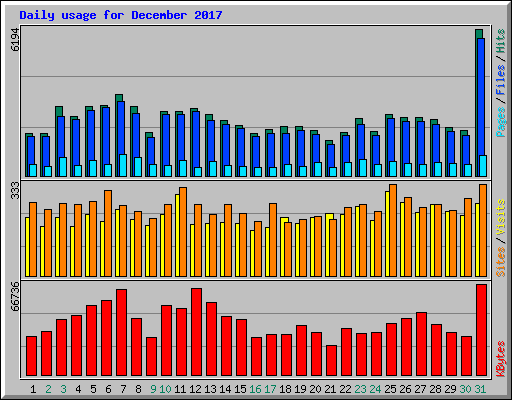 Daily usage for December 2017
6194
333
66736
Pages / Files / Hits
Sites / Visits
KBytes
1 2 3 4 5 6 7 8 9 10 11 12 13 14 15 16 17 18 19 20 21 22 23 24 25 26 27 28 29 30 31